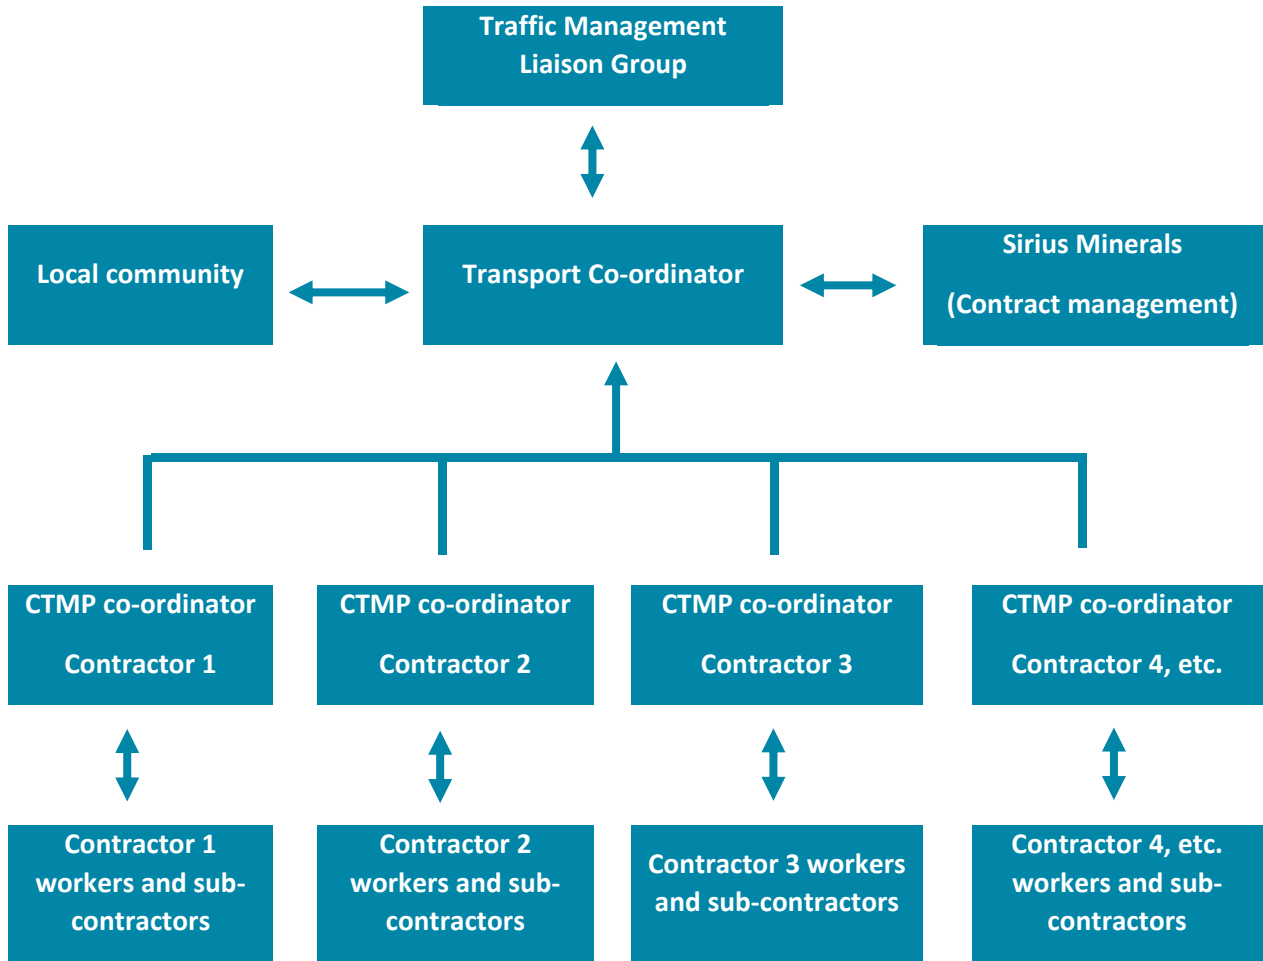 Traffic Management
Liaison Group
Local community
Transport Co-ordinator
Sirius Minerals
(Contract management)
CTMP co-ordinator
Contractor 1
CTMP co-ordinator
Contractor 2
CTMP co-ordinator
Contractor 3
CTMP co-ordinator
Contractor 4, etc.
Contractor 1
workers and sub-
contractors
Contractor 2
workers and sub-
contractors
Contractor 3 workers
and sub-contractors
Contractor 4, etc.
workers and sub-
contractors